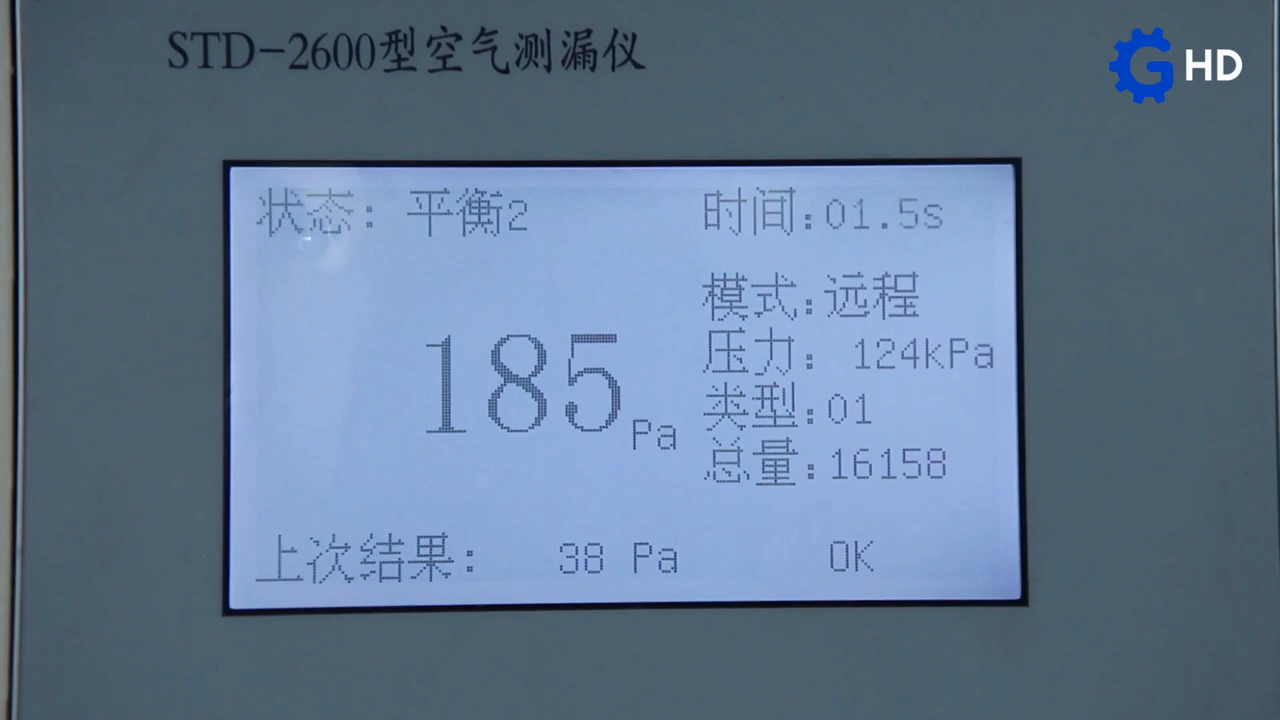 STD-2600型空气测漏仪
G HD
状态: 平衡2 时间:01.5s
模式:远程
185 Pa
压力: 124kPa
类型:01
总量:16158
上次结果: 38 Pa OK